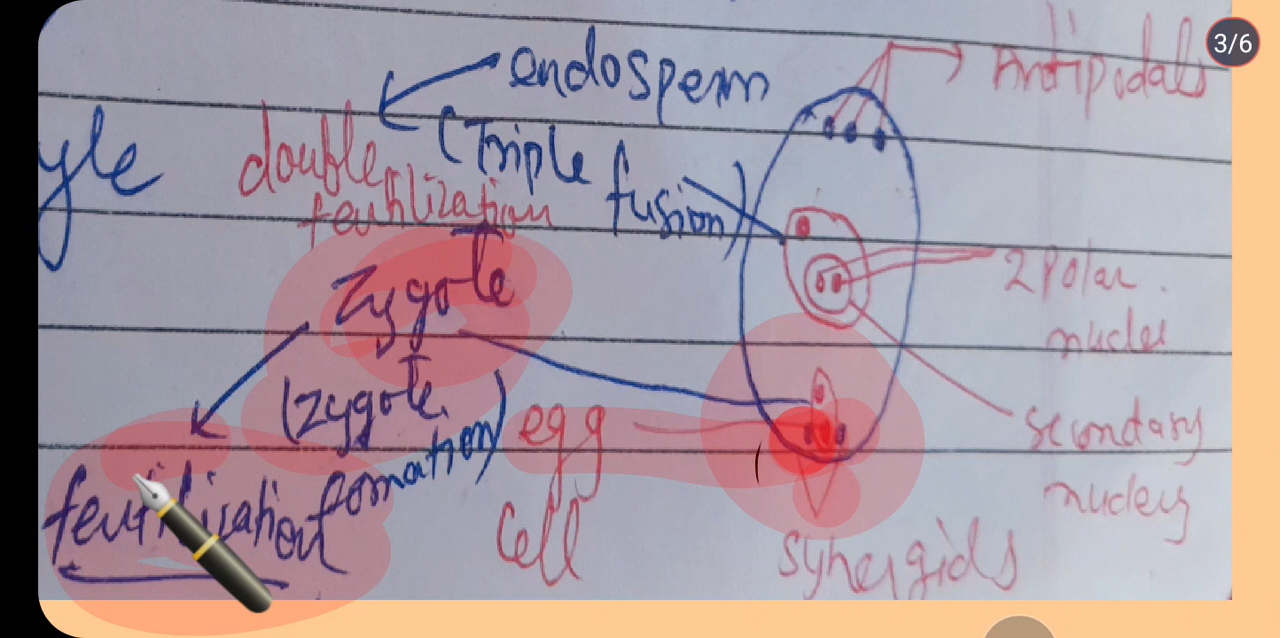 3/6
endosperm
Antipodals
(Triple fusion)
yle
double
fertilization
Zygote
2 Polar
nuclei
(zygote
formation)
egg
cell
secondary
nucleus
fertilization
synergids